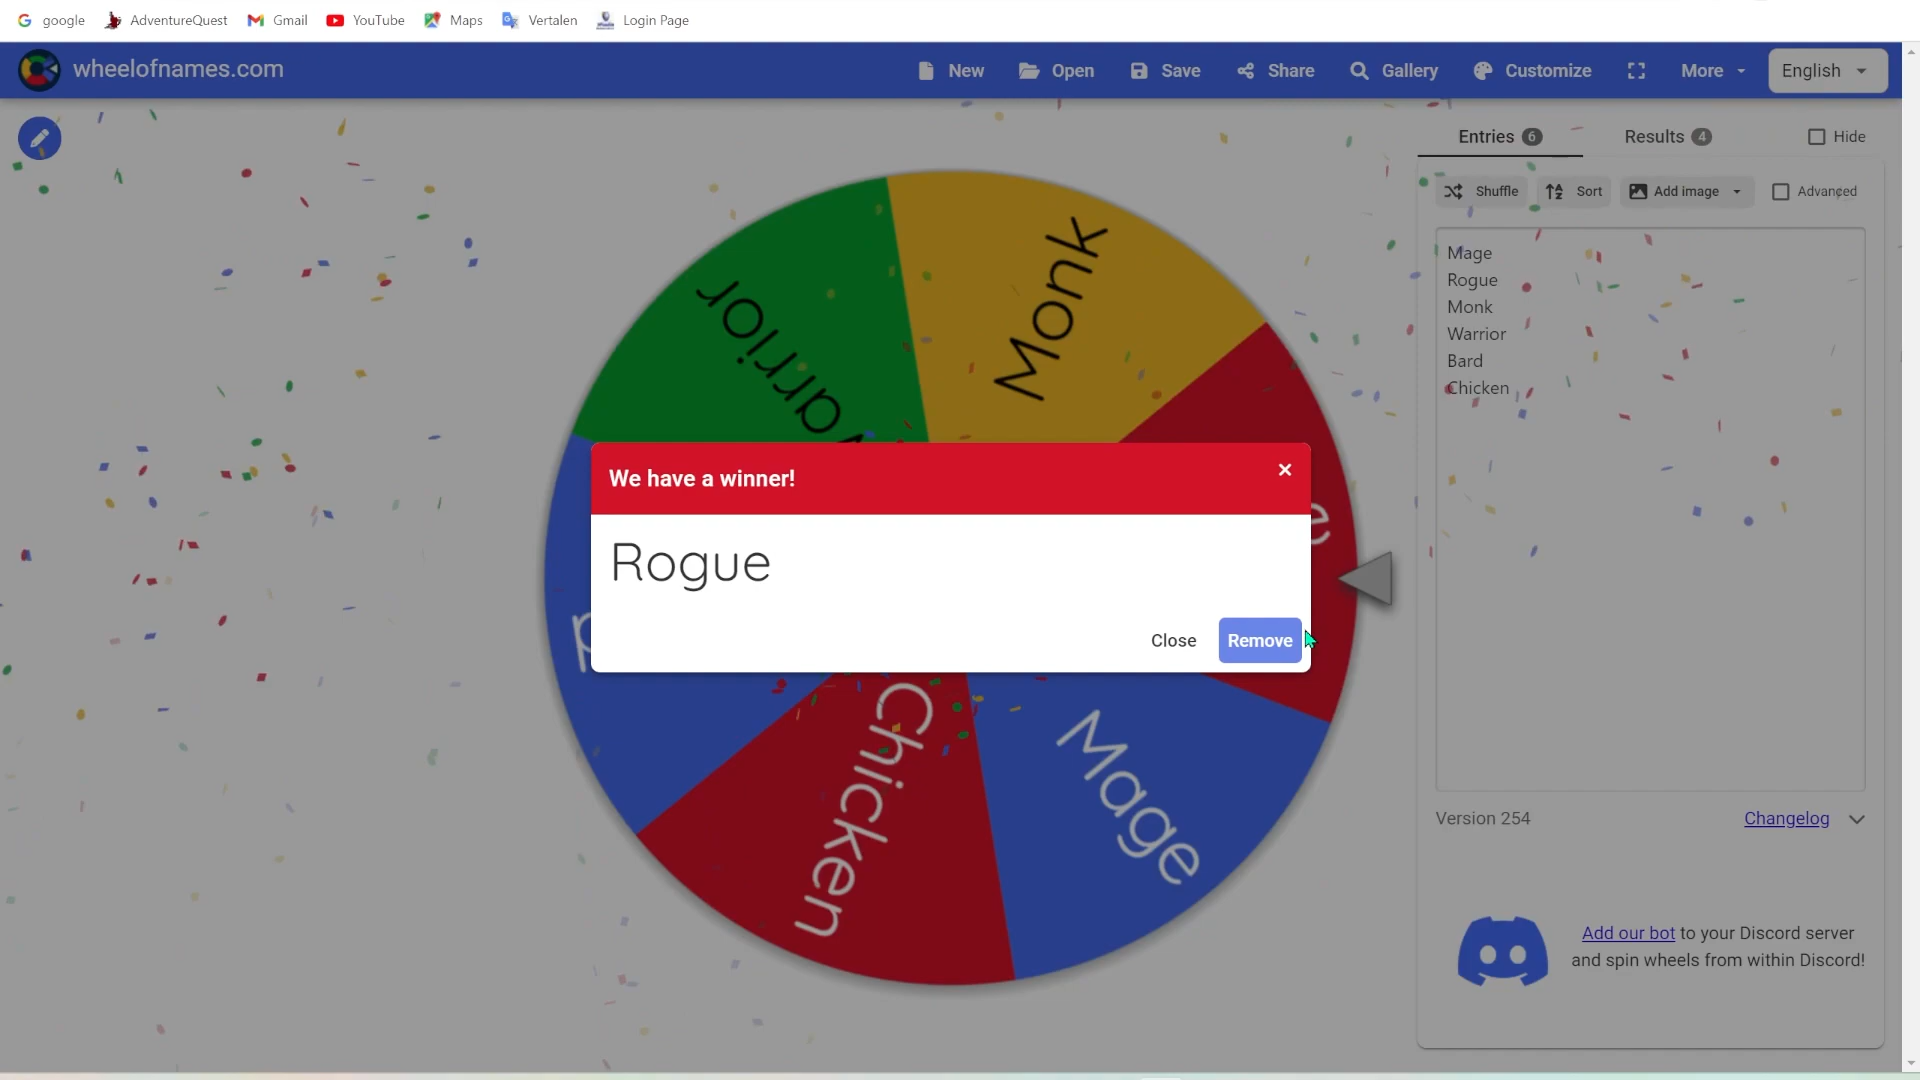 google AdventureQuest Gmail YouTube Maps Vertalen Login Page
wheelofnames.com New Open Save Share Gallery Customize More English
Entries 6 Results 4 Hide
Shuffle Sort Add image Advanced
Mage
Rogue
Monk
Warrior
Bard
Chicken
Monk
arrior
We have a winner!
Rogue
Close Remove
Chicken
Mage
Version 254 Changelog
Add our bot to your Discord server
and spin wheels from within Discord!